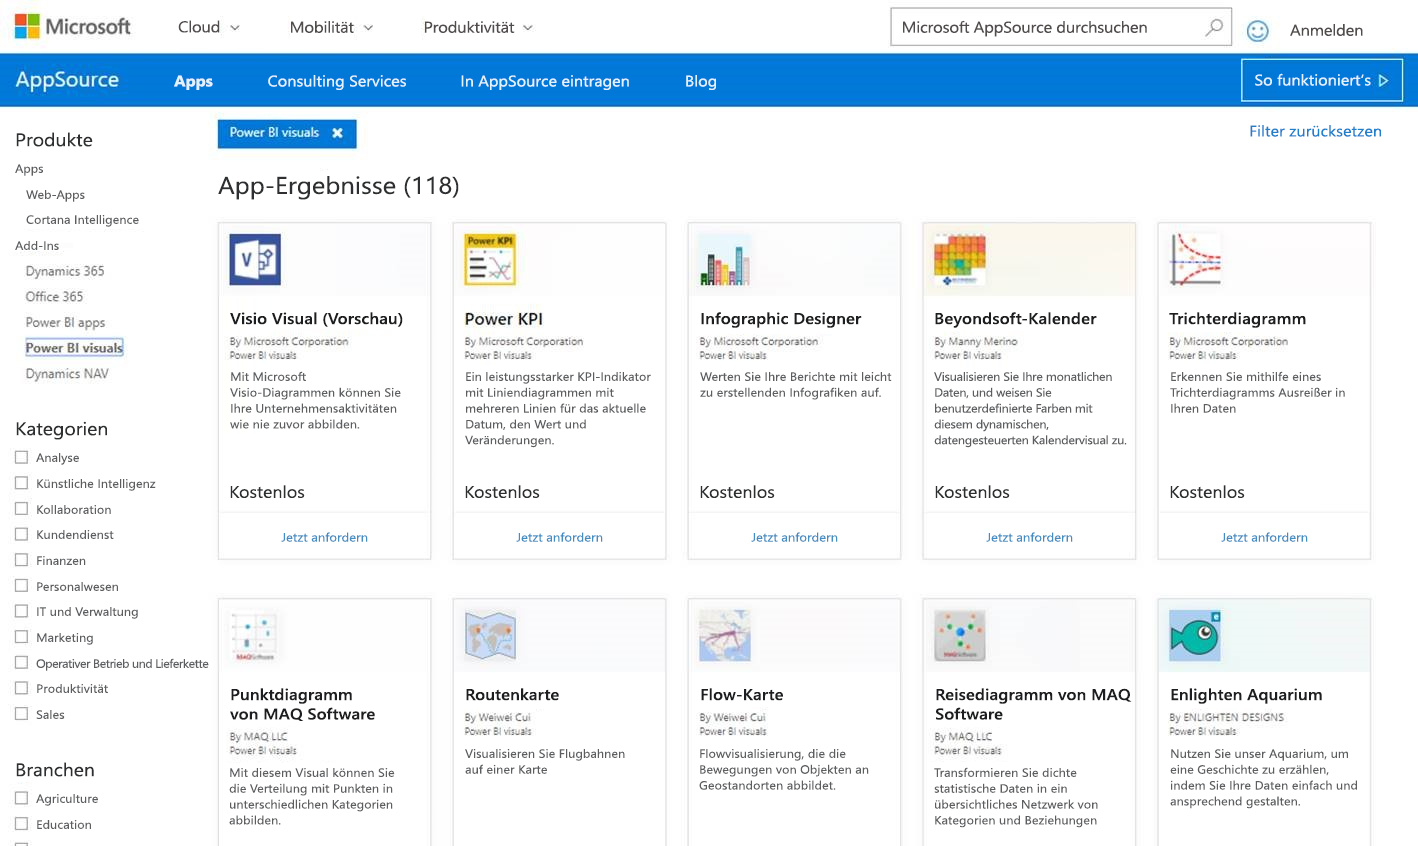 Microsoft
Cloud
Mobilität
Produktivität
Microsoft AppSource durchsuchen
Anmelden
AppSource
Apps
Consulting Services
In AppSource eintragen
Blog
So funktioniert's
Produkte
Apps
Web-Apps
Cortana Intelligence
Add-Ins
Dynamics 365
Office 365
Power BI apps
Power BI visuals
Dynamics NAV
Kategorien
Analyse
Künstliche Intelligenz
Kollaboration
Kundendienst
Finanzen
Personalwesen
IT und Verwaltung
Marketing
Operativer Betrieb und Lieferkette
Produktivität
Sales
Branchen
Agriculture
Education
Power BI visuals
Filter zurücksetzen
App-Ergebnisse (118)
Visio Visual (Vorschau)
By Microsoft Corporation
Power BI visuals
Mit Microsoft
Visio-Diagrammen können Sie
Ihre Unternehmensaktivitäten
wie nie zuvor abbilden.
Kostenlos
Jetzt anfordern
Power KPI
Power KPI
By Microsoft Corporation
Power BI visuals
Ein leistungsstarker KPI-Indikator
mit Liniendiagrammen mit
mehreren Linien für das aktuelle
Datum, den Wert und
Veränderungen.
Kostenlos
Jetzt anfordern
Infographic Designer
By Microsoft Corporation
Power BI visuals
Werten Sie Ihre Berichte mit leicht
zu erstellenden Infografiken auf.
Kostenlos
Jetzt anfordern
Beyondsoft-Kalender
By Manny Merino
Power BI visuals
Visualisieren Sie Ihre monatlichen
Daten, und weisen Sie
benutzerdefinierte Farben mit
diesem dynamischen,
datengesteuerten Kalendervisual zu.
Kostenlos
Jetzt anfordern
Trichterdiagramm
By Microsoft Corporation
Power BI visuals
Erkennen Sie mithilfe eines
Trichterdiagramms Ausreißer in
Ihren Daten
Kostenlos
Jetzt anfordern
MAQSoftware
Punktdiagramm
von MAQ Software
By MAQ LLC
Power BI visuals
Mit diesem Visual können Sie
die Verteilung mit Punkten in
unterschiedlichen Kategorien
abbilden.
Routenkarte
By Weiwei Cui
Power BI visuals
Visualisieren Sie Flugbahnen
auf einer Karte
Flow-Karte
By Weiwei Cui
Power BI visuals
Flowvisualisierung, die die
Bewegungen von Objekten an
Geostandorten abbildet.
MAQSoftware
Reisediagramm von MAQ
Software
By MAQ LLC
Power BI visuals
Transformieren Sie dichte
statistische Daten in ein
übersichtliches Netzwerk von
Kategorien und Beziehungen
Enlighten Aquarium
By ENLIGHTEN DESIGNS
Power BI visuals
Nutzen Sie unser Aquarium, um
eine Geschichte zu erzählen,
indem Sie Ihre Daten einfach und
ansprechend gestalten.